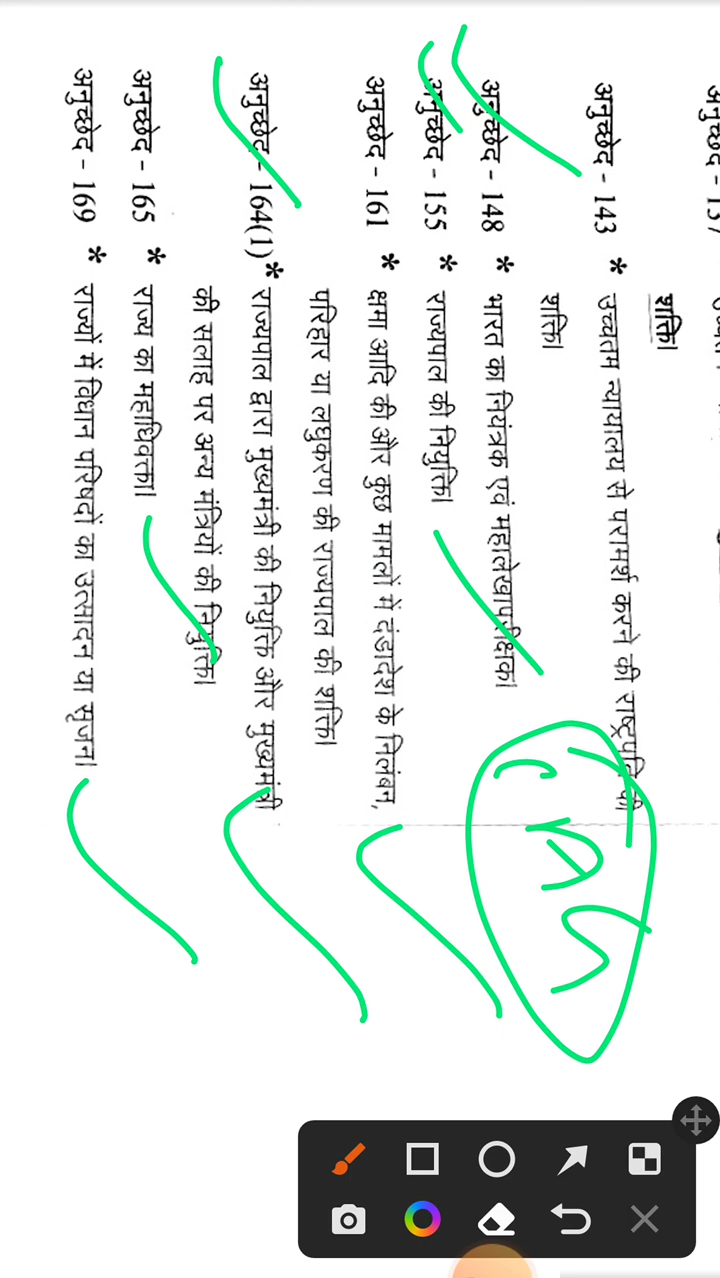 शक्ति।
अनुच्छेद - 143 * उच्चतम न्यायालय से परामर्श करने की राष्ट्रपति की
शक्ति।
अनुच्छेद - 148 * भारत का नियंत्रक एवं महालेखापरीक्षक।
अनुच्छेद - 155 * राज्यपाल की नियुक्ति।
अनुच्छेद - 161 * क्षमा आदि की और कुछ मामलों में दंडादेश के निलंबन,
परिहार या लघुकरण की राज्यपाल की शक्ति।
अनुच्छेद - 164(1) * राज्यपाल द्वारा मुख्यमंत्री की नियुक्ति और मुख्यमंत्री
की सलाह पर अन्य मंत्रियों की नियुक्ति।
अनुच्छेद - 165 * राज्य का महाधिवक्ता।
अनुच्छेद - 169 * राज्यों में विधान परिषदों का उत्सादन या सृजन।